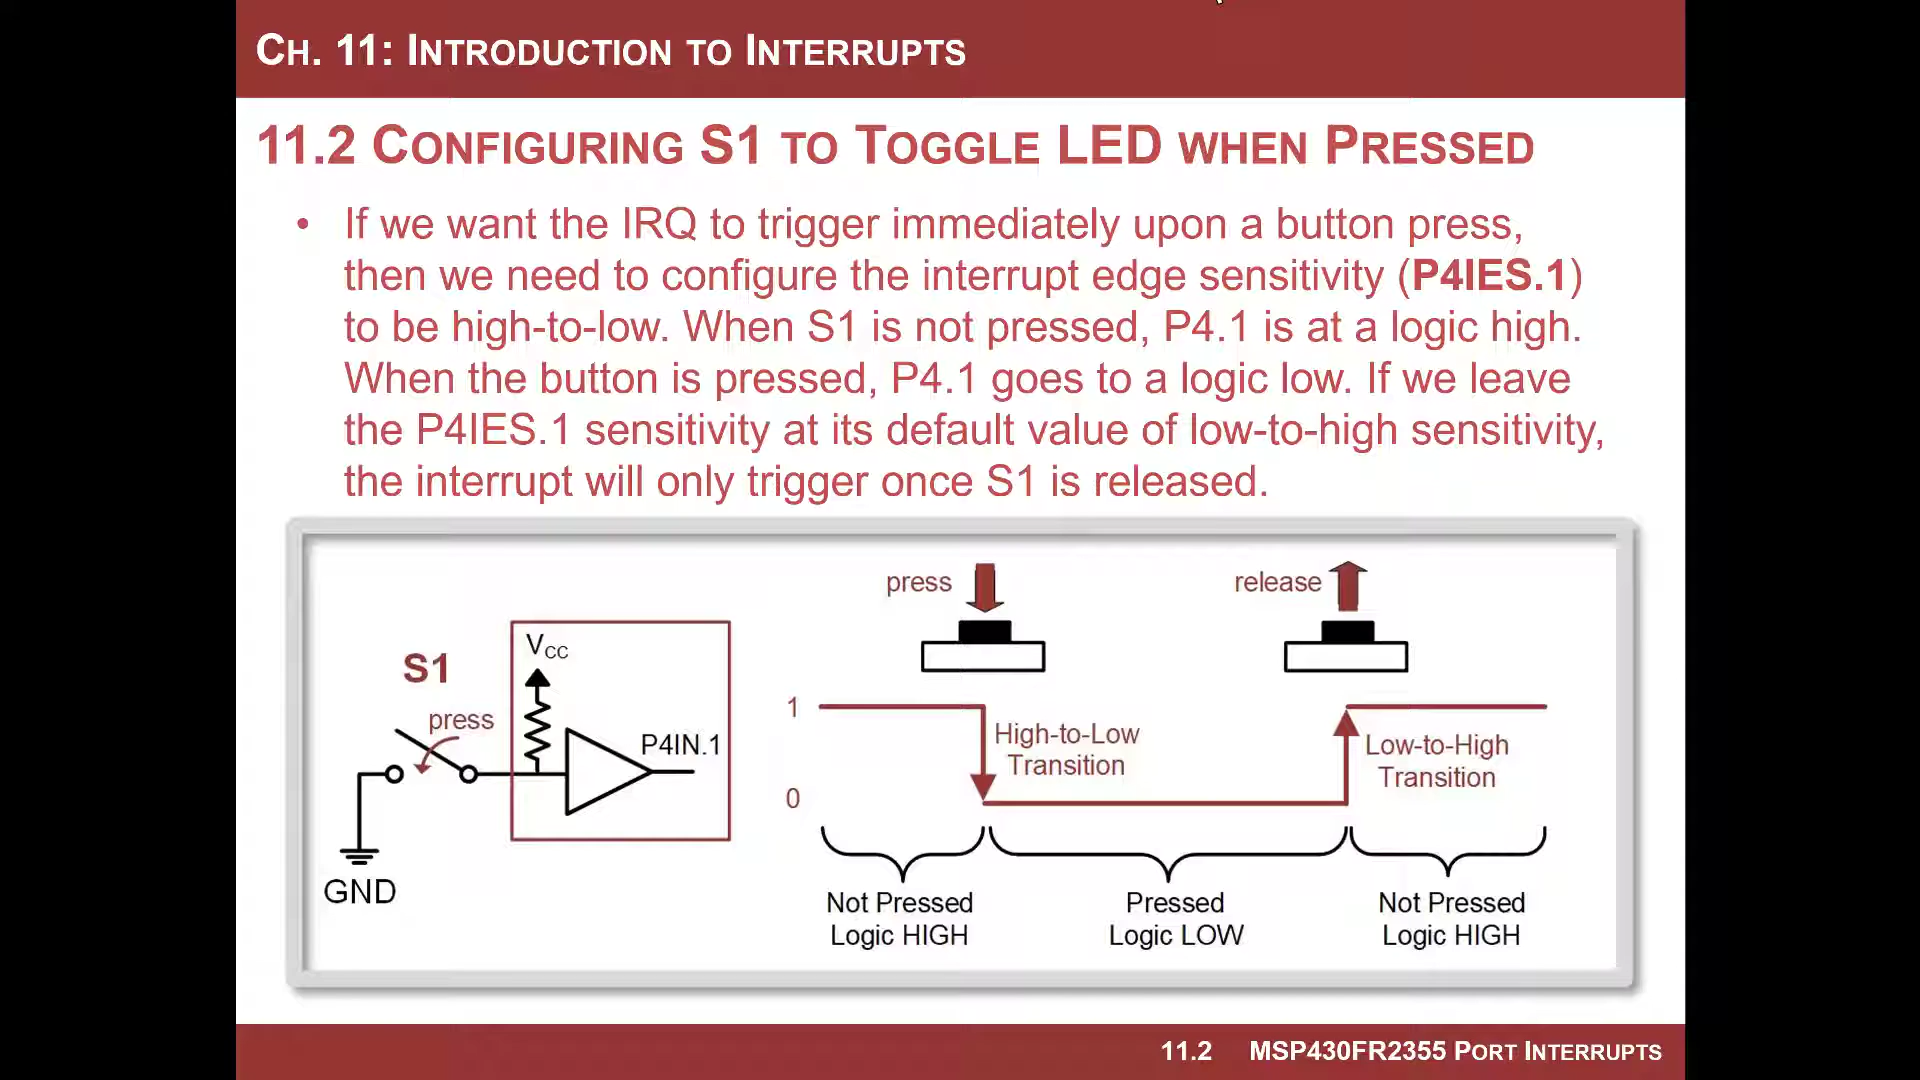 CH. 11: INTRODUCTION TO INTERRUPTS
11.2 CONFIGURING S1 TO TOGGLE LED WHEN PRESSED
• If we want the IRQ to trigger immediately upon a button press,
then we need to configure the interrupt edge sensitivity (P4IES.1)
to be high-to-low. When S1 is not pressed, P4.1 is at a logic high.
When the button is pressed, P4.1 goes to a logic low. If we leave
the P4IES.1 sensitivity at its default value of low-to-high sensitivity,
the interrupt will only trigger once S1 is released.
press
release
S1
VCC
press
P4IN.1
GND
1
0
High-to-Low
Transition
Low-to-High
Transition
Not Pressed
Logic HIGH
Pressed
Logic LOW
Not Pressed
Logic HIGH
11.2 MSP430FR2355 PORT INTERRUPTS